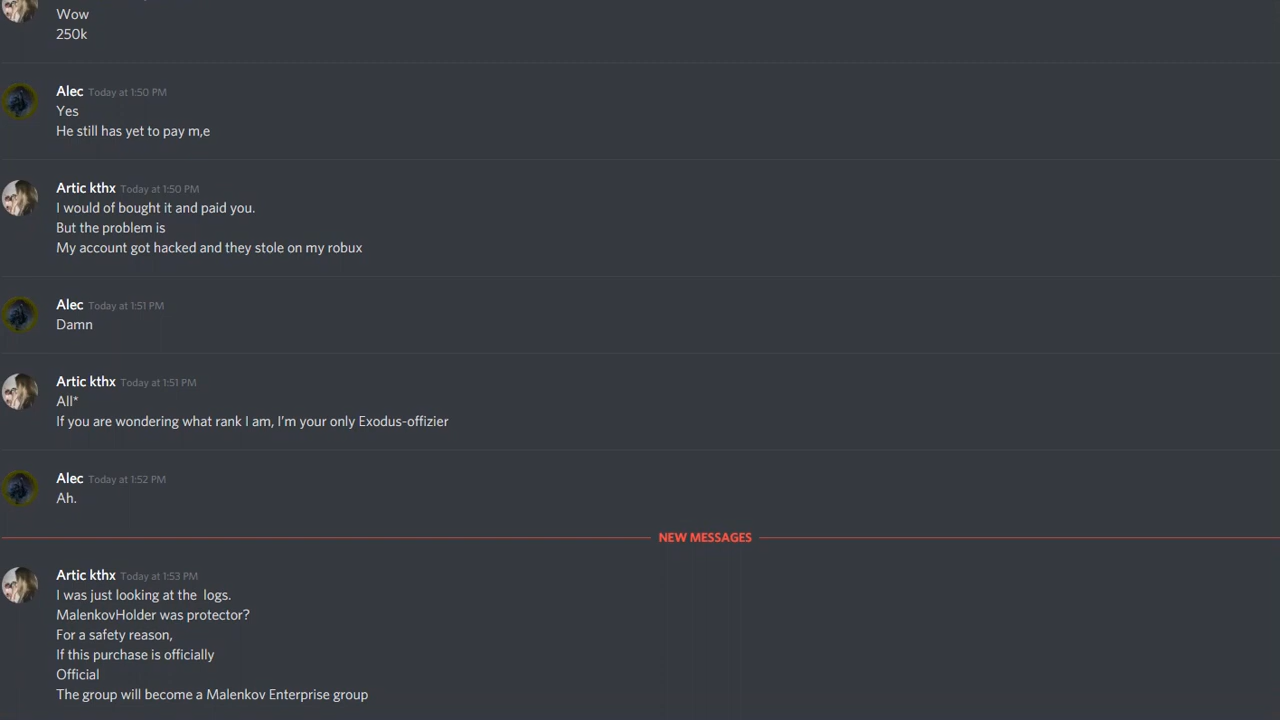 Wow
250k
Alec Today at 1:50 PM
Yes
He still has yet to pay m,e
Artic kthx Today at 1:50 PM
I would of bought it and paid you.
But the problem is
My account got hacked and they stole on my robux
Alec Today at 1:51 PM
Damn
Artic kthx Today at 1:51 PM
All*
If you are wondering what rank I am, I'm your only Exodus-offizier
Alec Today at 1:52 PM
Ah.
NEW MESSAGES
Artic kthx Today at 1:53 PM
I was just looking at the  logs.
MalenkovHolder was protector?
For a safety reason,
If this purchase is officially
Official
The group will become a Malenkov Enterprise group